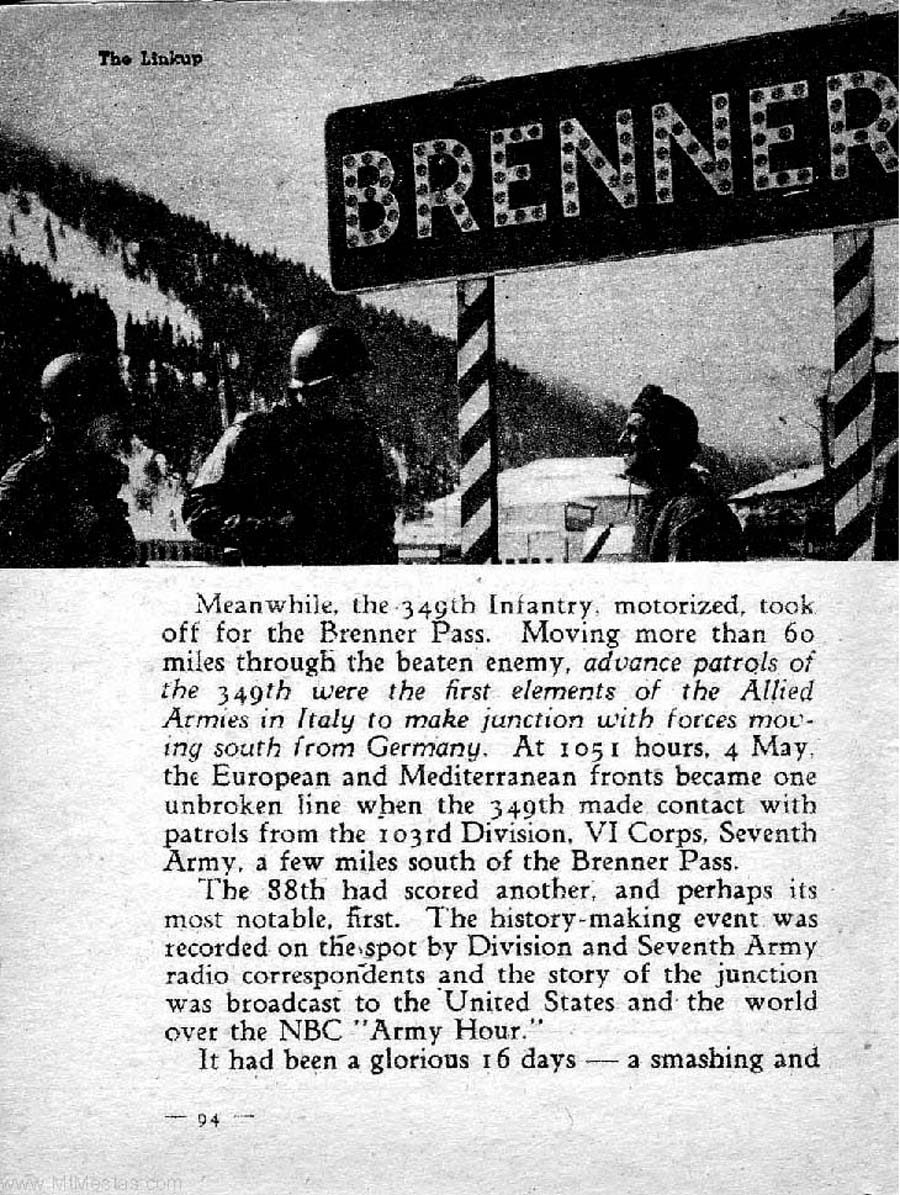 The Linkup
BRENNER
Meanwhile, the 349th Infantry, motorized, took
off for the Brenner Pass. Moving more than 60
miles through the beaten enemy, advance patrols of
the 349th were the first elements of the Allied
Armies in Italy to make junction with forces mov-
ing south from Germany. At 1051 hours, 4 May,
the European and Mediterranean fronts became one
unbroken line when the 349th made contact with
patrols from the 103rd Division, VI Corps, Seventh
Army, a few miles south of the Brenner Pass.
The 88th had scored another, and perhaps its
most notable, first. The history-making event was
recorded on the spot by Division and Seventh Army
radio correspondents and the story of the junction
was broadcast to the United States and the world
over the NBC "Army Hour."
It had been a glorious 16 days — a smashing and
— 94 —
www.MtMestas.com